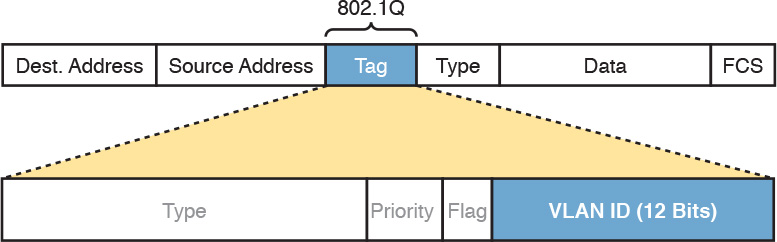 802.1Q
Dest. Address Source Address Tag Type Data FCS
Type Priority Flag VLAN ID (12 Bits)